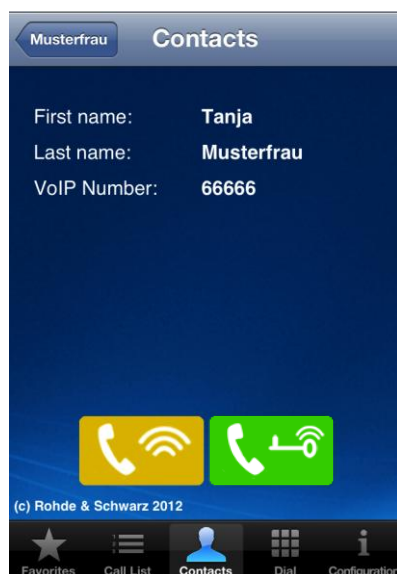 Musterfrau Contacts
First name: Tanja
Last name: Musterfrau
VoIP Number: 66666
(c) Rohde & Schwarz 2012
Favorites Call List Contacts Dial Configuration